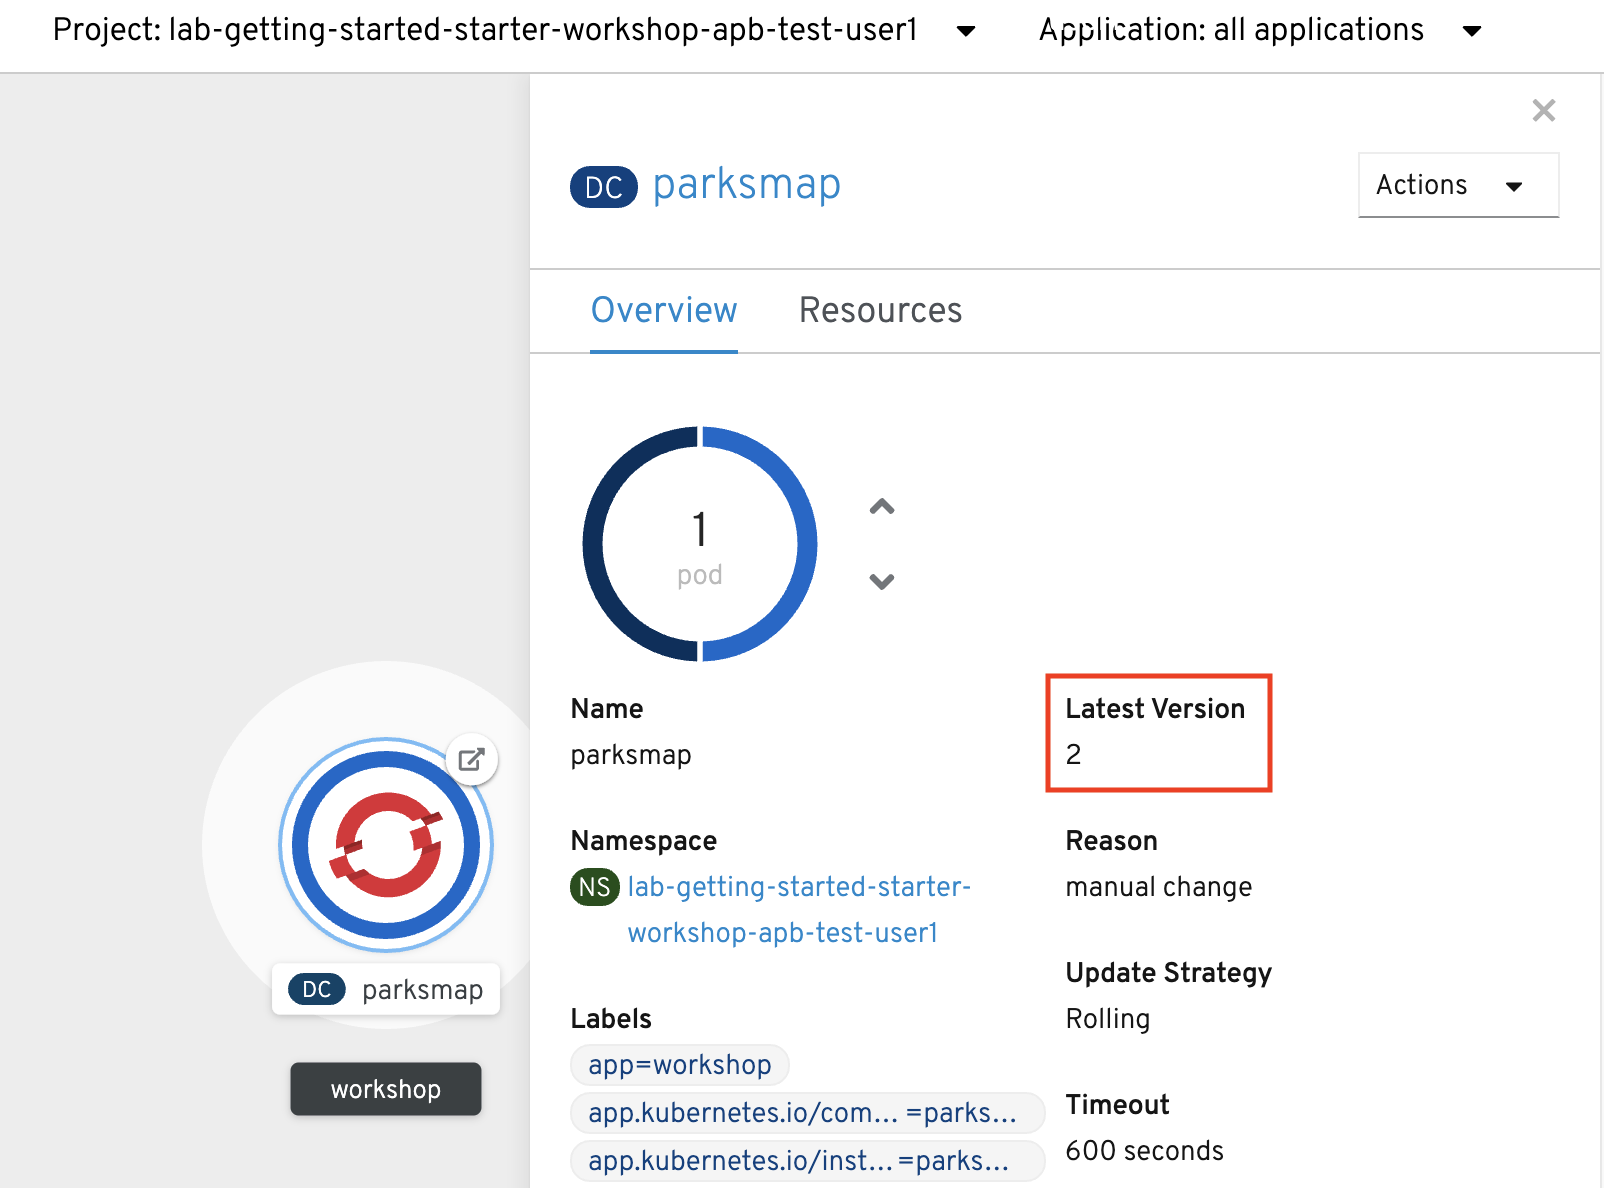 Project: lab-getting-started-starter-workshop-apb-test-user1
Application: all applications
DC parksmap
Actions
Overview
Resources
1
pod
Name
parksmap
Latest Version
2
Namespace
NS lab-getting-started-starter-
workshop-apb-test-user1
Reason
manual change
Update Strategy
Rolling
Labels
app=workshop
app.kubernetes.io/com... =parks...
app.kubernetes.io/inst... =parks...
Timeout
600 seconds
DC parksmap
workshop